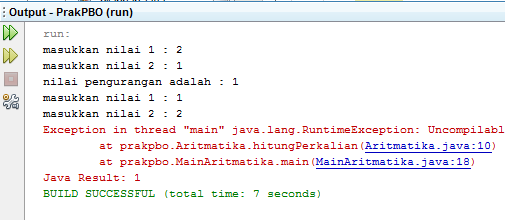 Output - PrakPBO (run)
run:
masukkan nilai 1 : 2
masukkan nilai 2 : 1
nilai pengurangan adalah : 1
masukkan nilai 1 : 1
masukkan nilai 2 : 2
Exception in thread "main" java.lang.RuntimeException: Uncompilabl
at prakpbo.Aritmatika.hitungPerkalian(Aritmatika.java:10)
at prakpbo.MainAritmatika.main(MainAritmatika.java:18)
Java Result: 1
BUILD SUCCESSFUL (total time: 7 seconds)